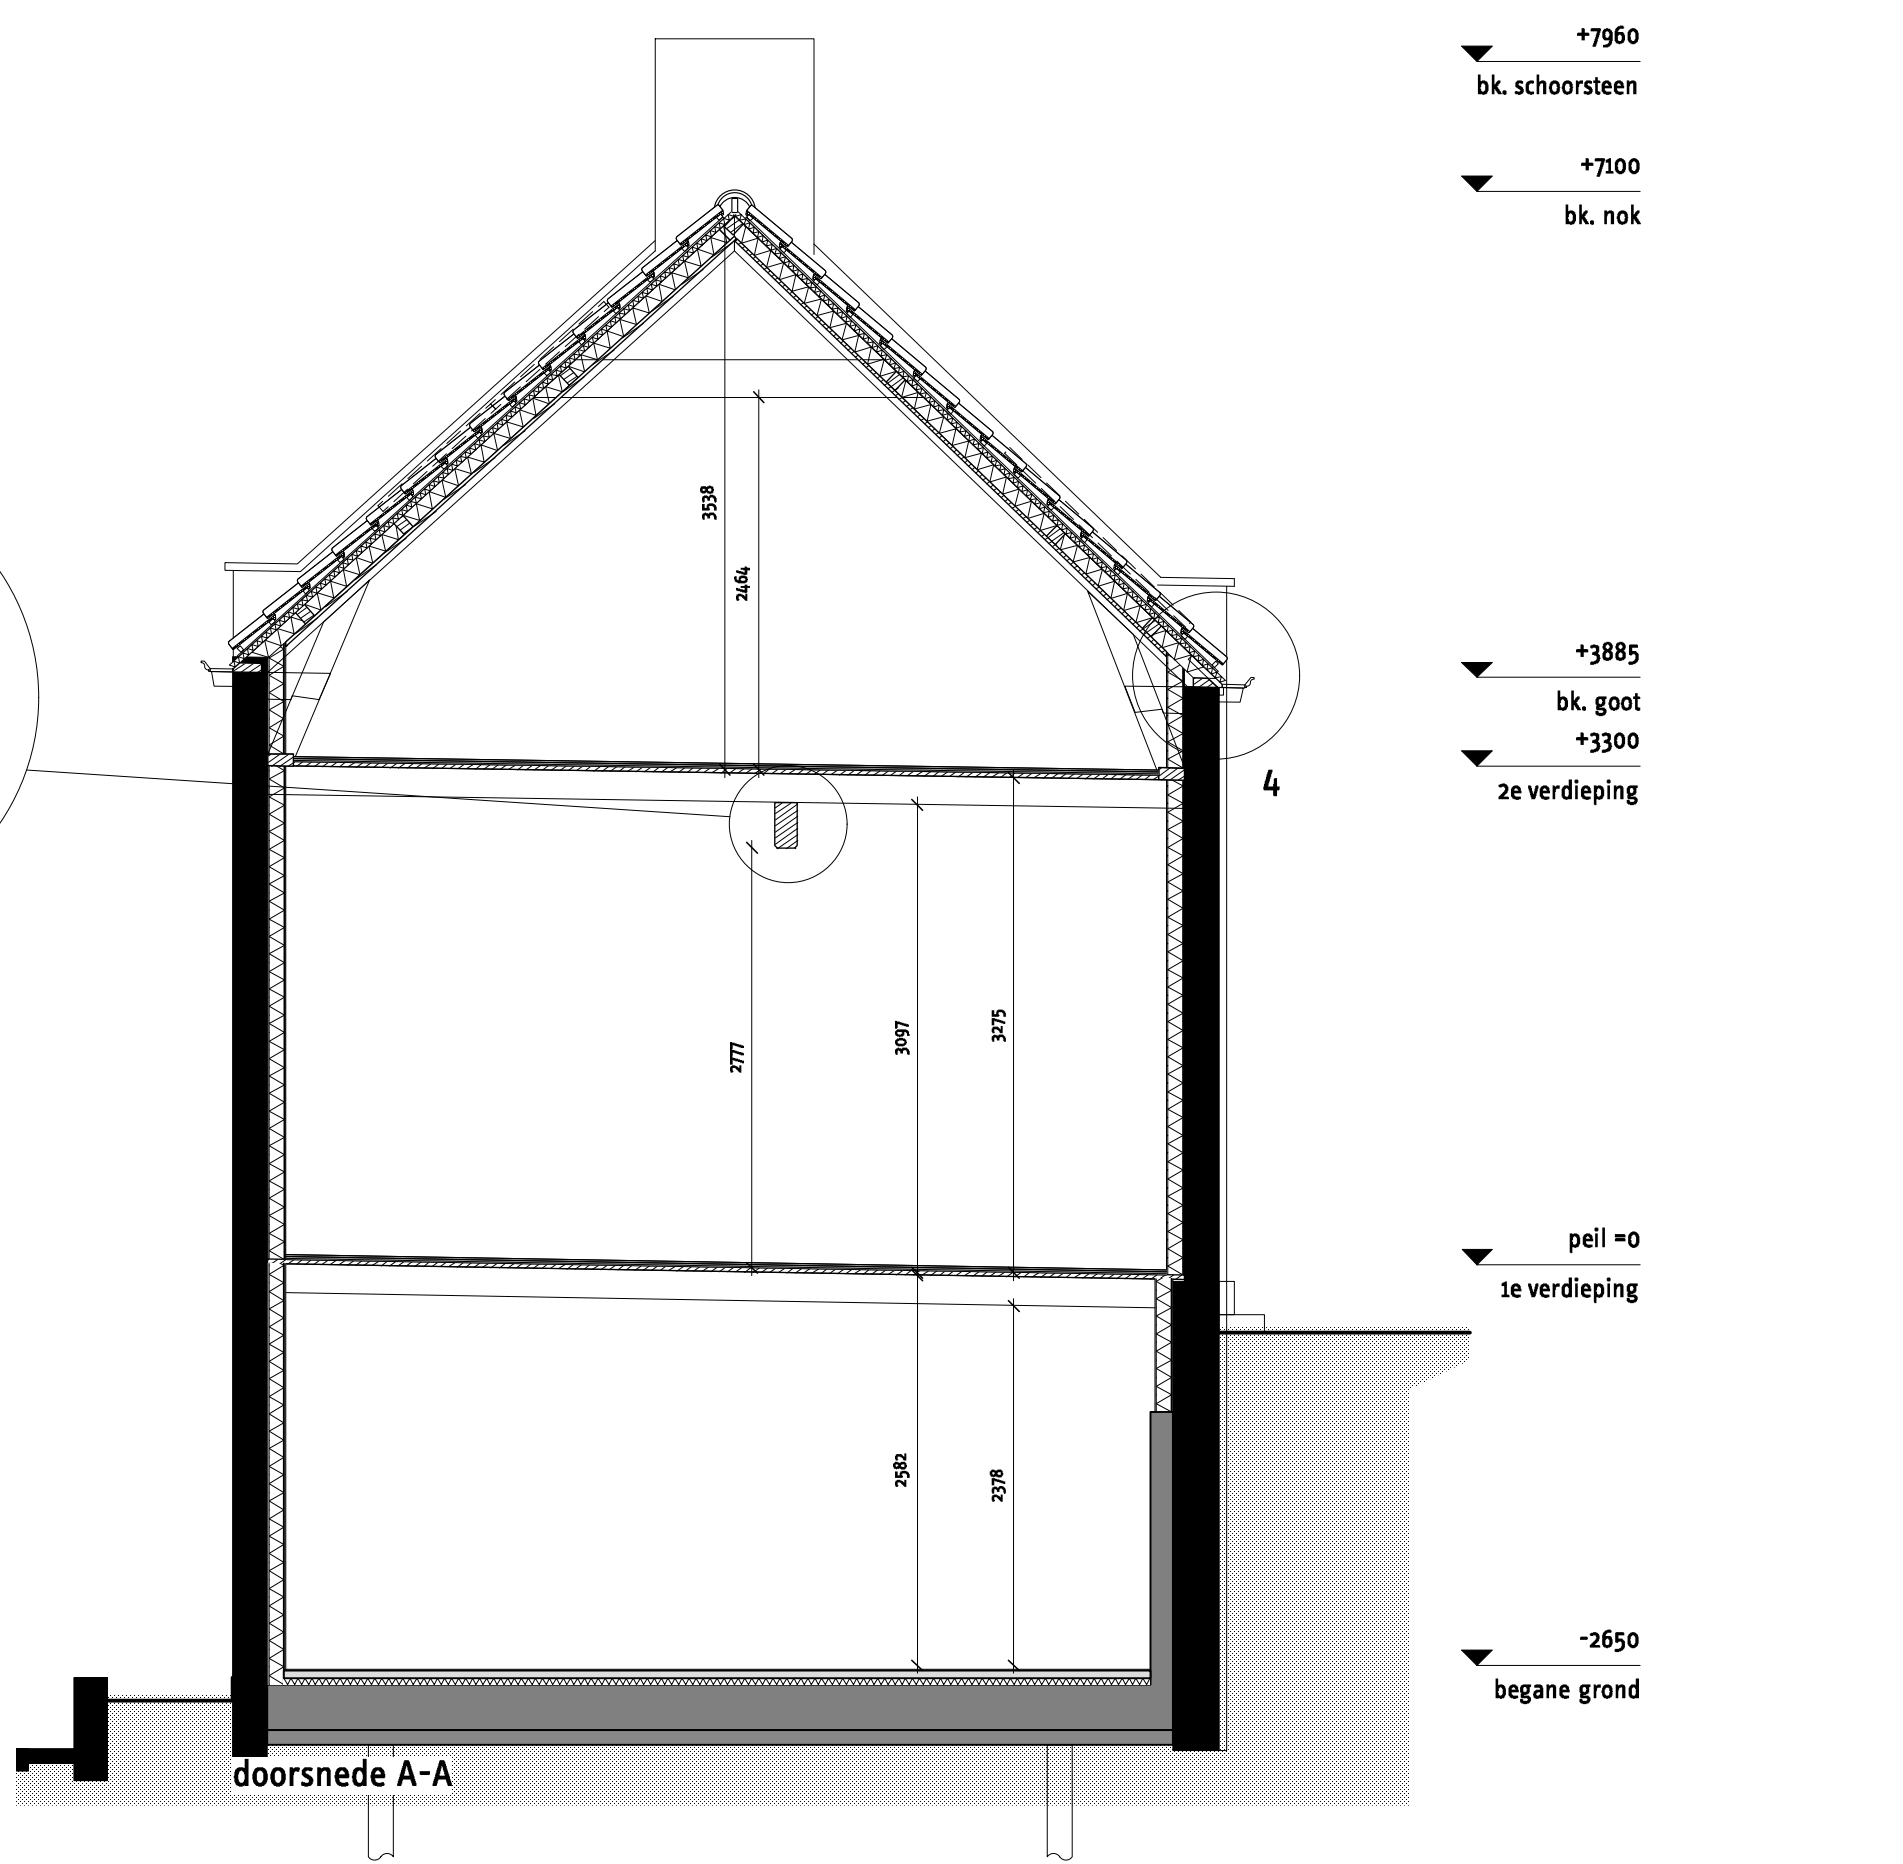 +7960
bk. schoorsteen
+7100
bk. nok
3538
2464
+3885
bk. goot
+3300
2e verdieping
4
2777
3097
3275
peil =0
1e verdieping
2582
2378
-2650
begane grond
doorsnede A-A